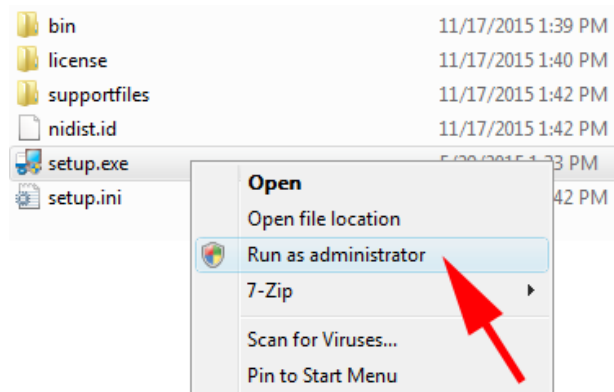 bin 11/17/2015 1:39 PM
license 11/17/2015 1:40 PM
supportfiles 11/17/2015 1:42 PM
nidist.id 11/17/2015 1:42 PM
setup.exe 3 PM
setup.ini 42 PM
Open
Open file location
Run as administrator
7-Zip
Scan for Viruses...
Pin to Start Menu